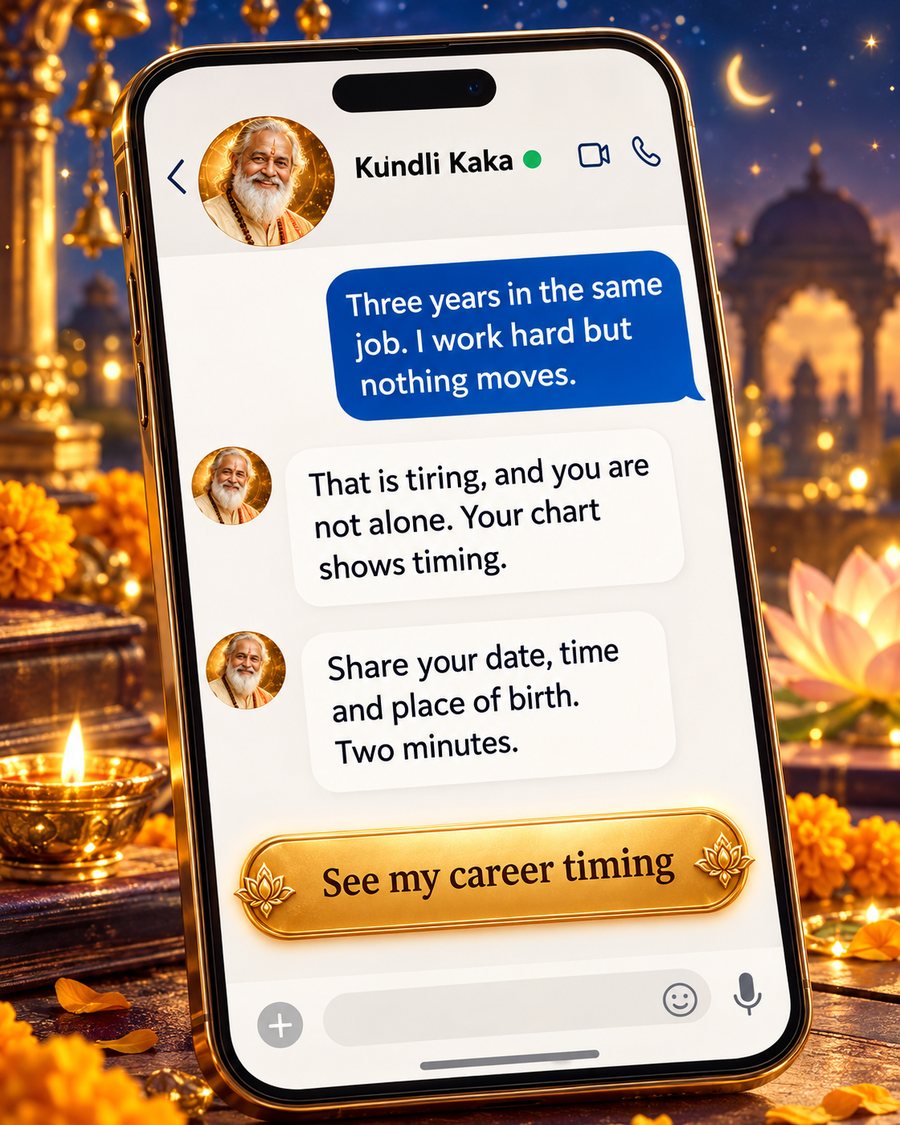 Kundli Kaka
Three years in the same
job. I work hard but
nothing moves.
That is tiring, and you are
not alone. Your chart
shows timing.
Share your date, time
and place of birth.
Two minutes.
See my career timing